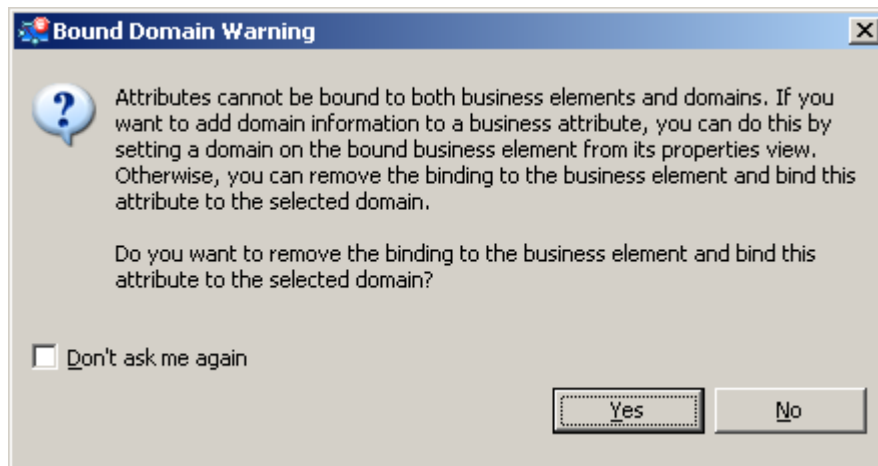 Bound Domain Warning
Attributes cannot be bound to both business elements and domains. If you
want to add domain information to a business attribute, you can do this by
setting a domain on the bound business element from its properties view.
Otherwise, you can remove the binding to the business element and bind this
attribute to the selected domain.
Do you want to remove the binding to the business element and bind this
attribute to the selected domain?
Don't ask me again
Yes
No